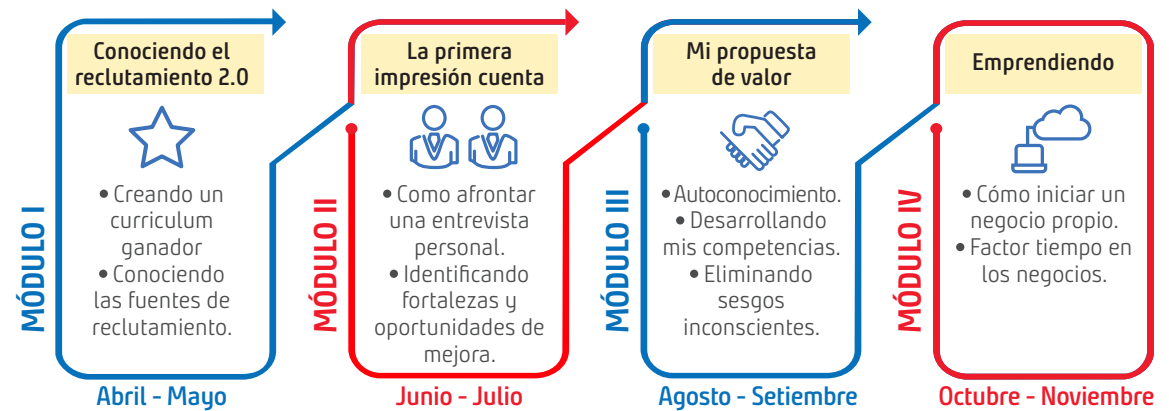 MÓDULO I
Conociendo el
reclutamiento 2.0
• Creando un
curriculum
ganador
• Conociendo
las fuentes de
reclutamiento.
Abril - Mayo
MÓDULO II
La primera
impresión cuenta
• Como afrontar
una entrevista
personal.
• Identificando
fortalezas y
oportunidades de
mejora.
Junio - Julio
MÓDULO III
Mi propuesta
de valor
• Autoconocimiento.
• Desarrollando
mis competencias.
• Eliminando
sesgos
inconscientes.
Agosto - Setiembre
MÓDULO IV
Emprendiendo
• Cómo iniciar un
negocio propio.
• Factor tiempo en
los negocios.
Octubre - Noviembre